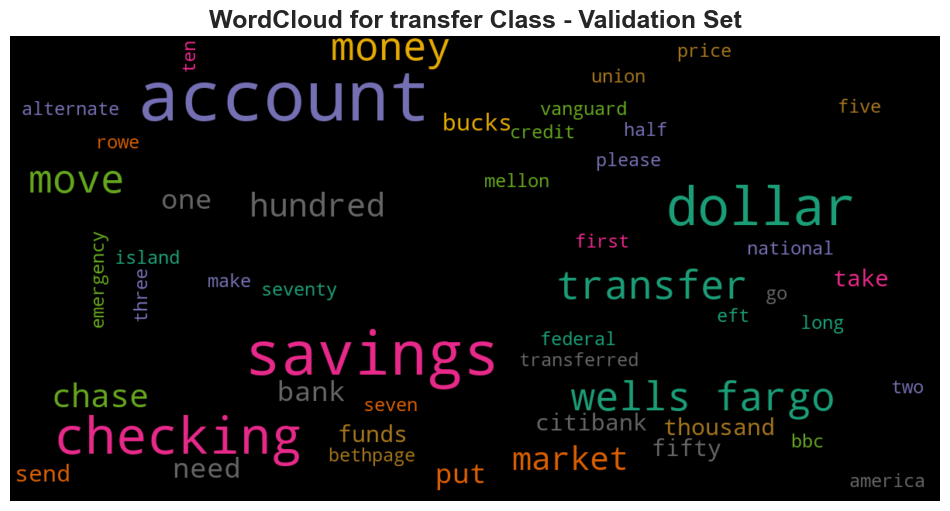 WordCloud for transfer Class - Validation Set
ten
money
price
union
account
alternate
vanguard
five
bucks
credit
half
rowe
please
move
mellon
one
hundred
dollar
first
national
emergency
island
three
make
seventy
transfer
go
take
eft
long
federal
savings
transferred
chase
bank
seven
wells fargo
two
checking
funds
citibank
thousand
bbc
bethpage
market
fifty
send
need
put
america